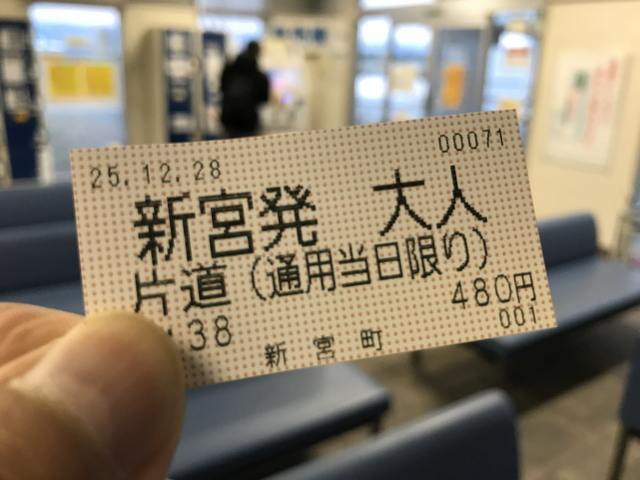 00071
25.12.28
新宮発 大人
片道(通用当日限り)
480円
:38
001
新宮町